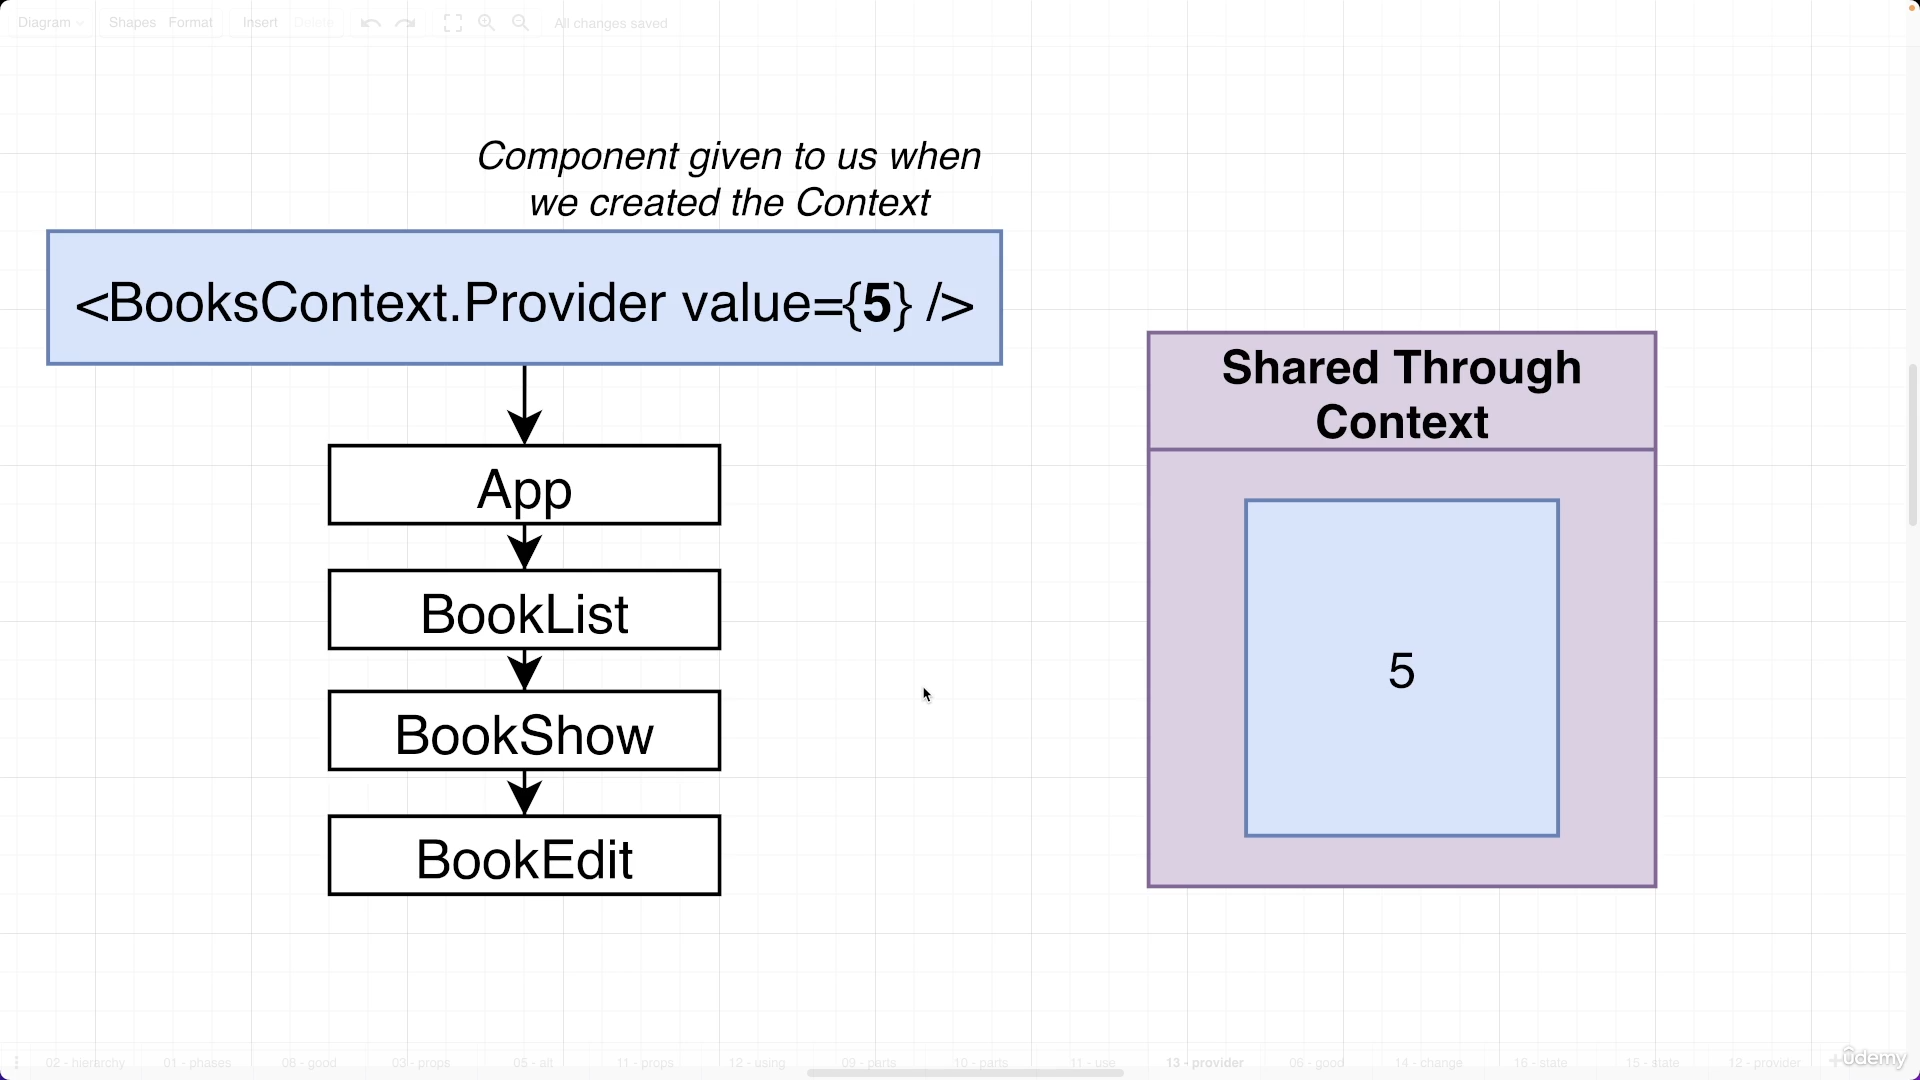 Diagram
Shapes
Format
Insert
Delete
All changes saved
Component given to us when
we created the Context
<BooksContext.Provider value={5} />
App
BookList
BookShow
BookEdit
Shared Through
Context
5
02 - hierarchy
01 - phases
08 - good
03 - props
05 - alt
11 - props
12 - using
09 - parts
10 - parts
11 - use
13 - provider
06 - good
14 - change
16 - state
15 - state
12 - provider
ûdemy